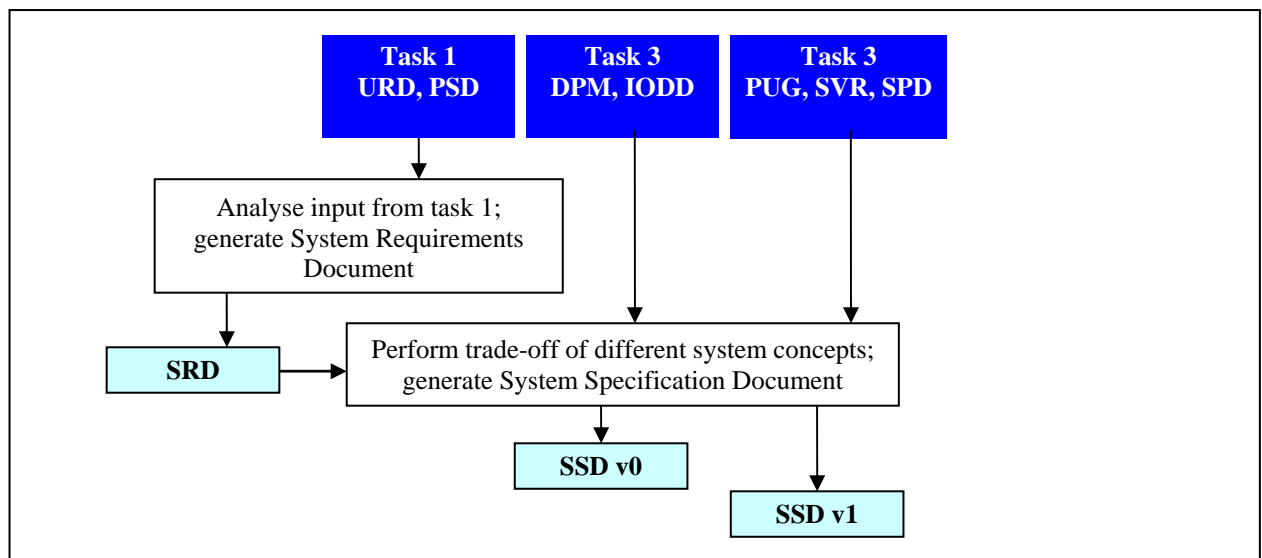 Task 1
URD, PSD
Task 3
DPM, IODD
Task 3
PUG, SVR, SPD
Analyse input from task 1;
generate System Requirements
Document
SRD
Perform trade-off of different system concepts;
generate System Specification Document
SSD v0
SSD v1